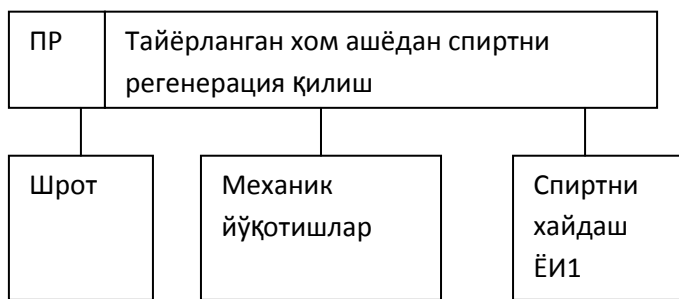 ПР
Тайёрланган хом ашёдан спиртни
регенерация қилиш
Шрот
Механик
йўқотишлар
Спиртни
хайдаш
ЁИ1